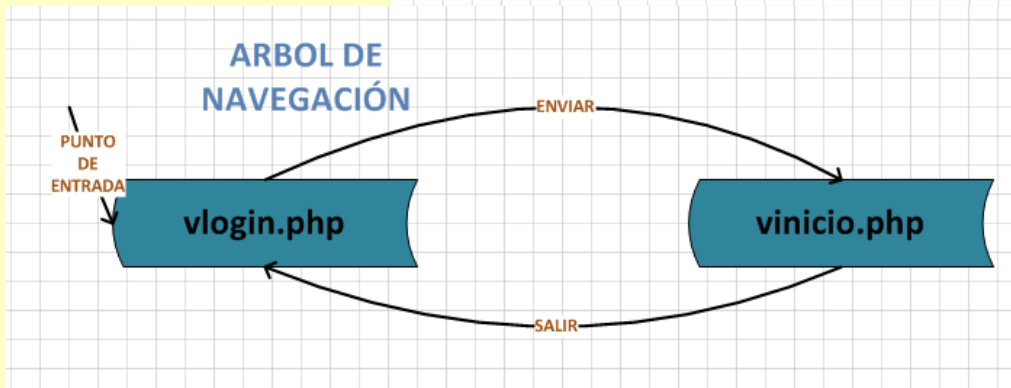 ARBOL DE
NAVEGACIÓN
ENVIAR
PUNTO
DE
ENTRADA
vlogin.php
vinicio.php
SALIR